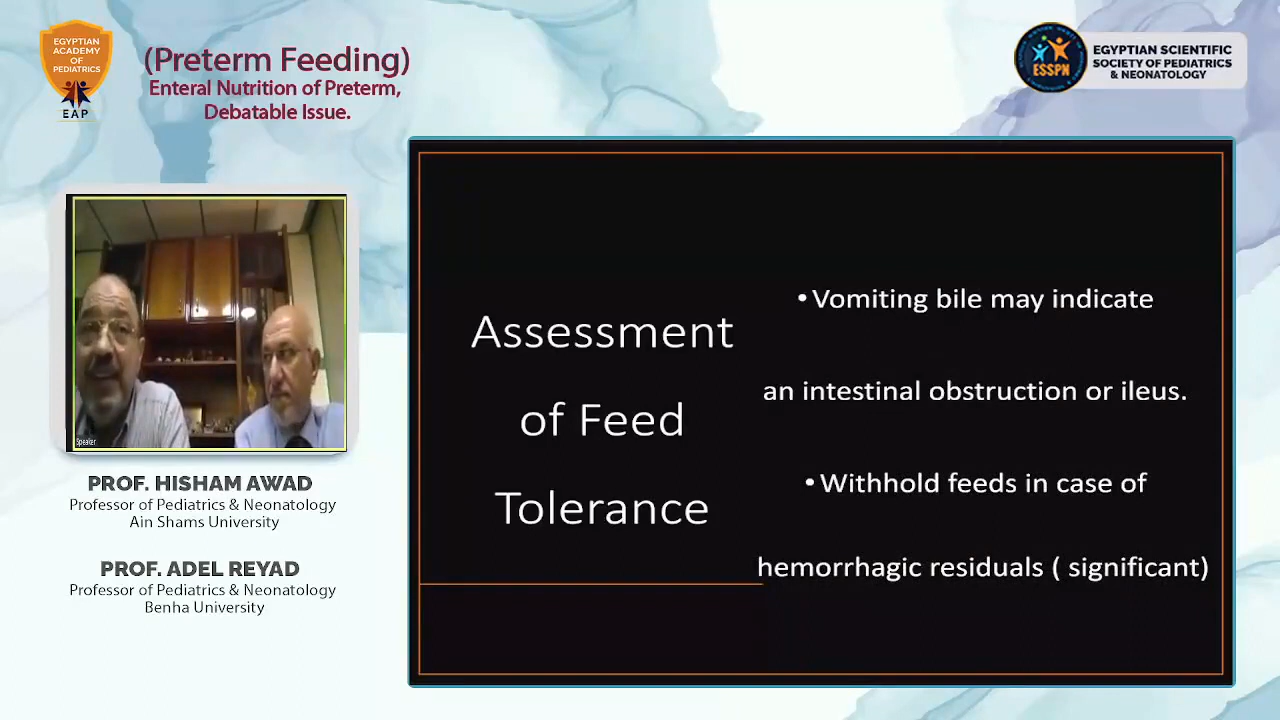 EGYPTIAN
ACADEMY
OF
PEDIATRICS
EAP
(Preterm Feeding)
Enteral Nutrition of Preterm,
Debatable Issue.
ESSPN
EGYPTIAN SCIENTIFIC
SOCIETY OF PEDIATRICS
& NEONATOLOGY
Speaker
PROF. HISHAM AWAD
Professor of Pediatrics & Neonatology
Ain Shams University
PROF. ADEL REYAD
Professor of Pediatrics & Neonatology
Benha University
Assessment
of Feed
Tolerance
• Vomiting bile may indicate
an intestinal obstruction or ileus.
• Withhold feeds in case of
hemorrhagic residuals ( significant)